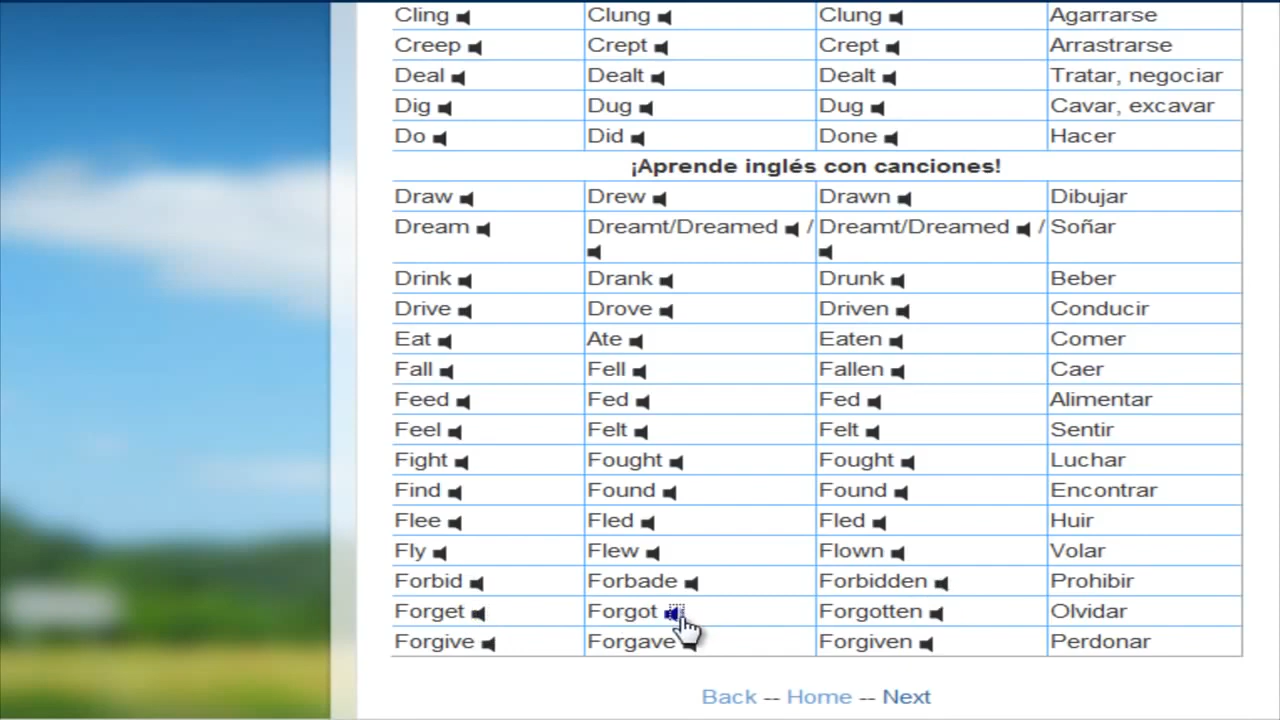 Cling Clung Clung Agarrarse
Creep Crept Crept Arrastrarse
Deal Dealt Dealt Tratar, negociar
Dig Dug Dug Cavar, excavar
Do Did Done Hacer
¡Aprende inglés con canciones!
Draw Drew Drawn Dibujar
Dream Dreamt/Dreamed / Dreamt/Dreamed / Soñar
Drink Drank Drunk Beber
Drive Drove Driven Conducir
Eat Ate Eaten Comer
Fall Fell Fallen Caer
Feed Fed Fed Alimentar
Feel Felt Felt Sentir
Fight Fought Fought Luchar
Find Found Found Encontrar
Flee Fled Fled Huir
Fly Flew Flown Volar
Forbid Forbade Forbidden Prohibir
Forget Forgot Forgotten Olvidar
Forgive Forgave Forgiven Perdonar
Back -- Home -- Next